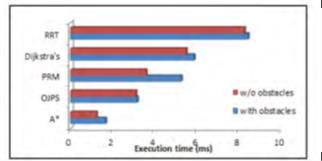 RRT
Dijkstra's
PRM
OJPS
A*
w/o obstacles
with obstacles
0 2 4 6 8 10
Execution time (ms)